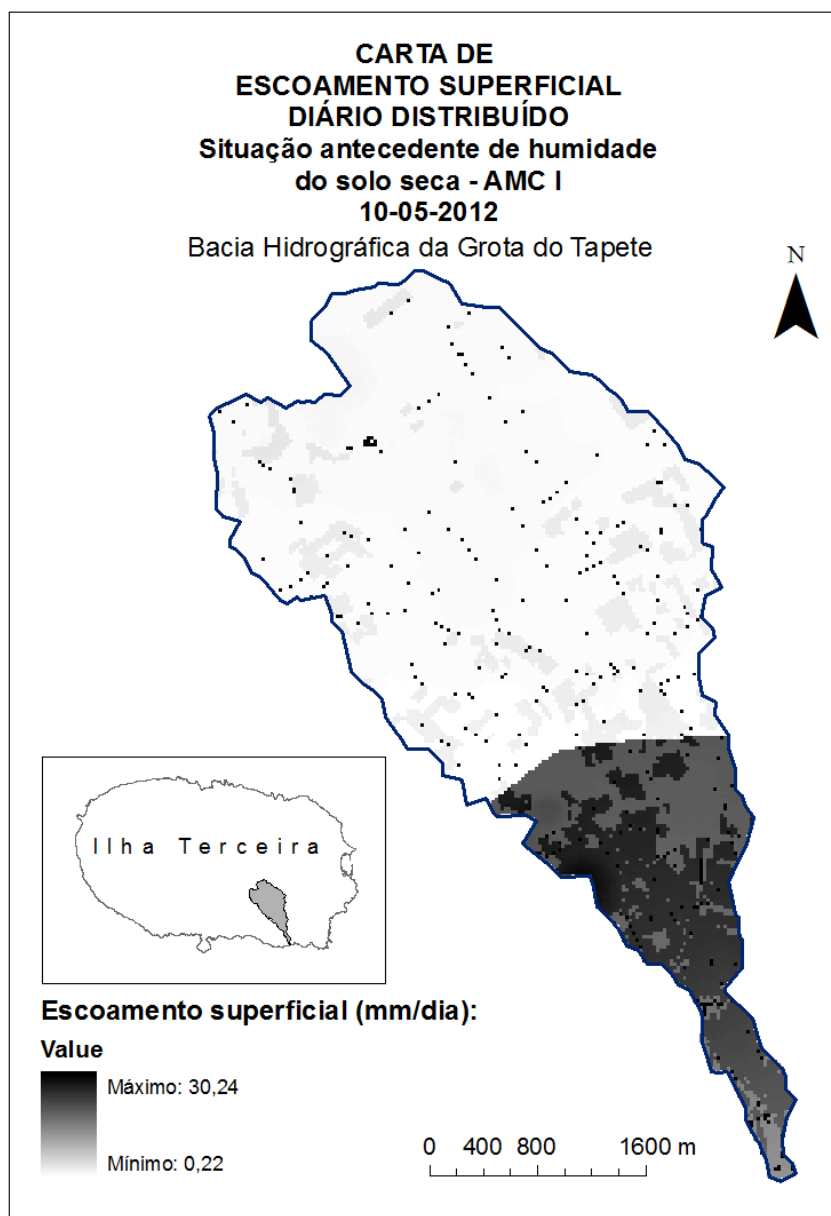 CARTA DE
ESCOAMENTO SUPERFICIAL
DIÁRIO DISTRIBUÍDO
Situação antecedente de humidade
do solo seca - AMC I
10-05-2012
Bacia Hidrográfica da Grota do Tapete
N
Ilha Terceira
Escoamento superficial (mm/dia):
Value
Máximo: 30,24
Mínimo: 0,22
0 400 800 1600 m